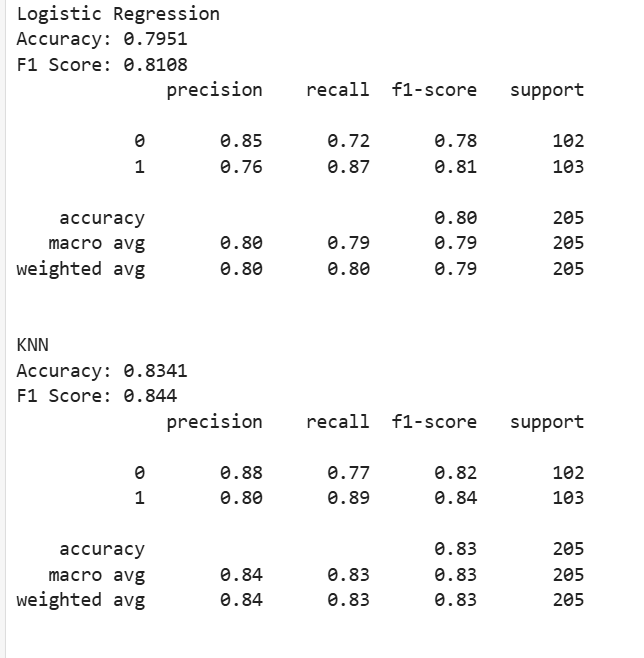 Logistic Regression
Accuracy: 0.7951
F1 Score: 0.8108
              precision    recall  f1-score   support

           0       0.85      0.72      0.78       102
           1       0.76      0.87      0.81       103

    accuracy                           0.80       205
   macro avg       0.80      0.79      0.79       205
weighted avg       0.80      0.80      0.79       205

KNN
Accuracy: 0.8341
F1 Score: 0.844
              precision    recall  f1-score   support

           0       0.88      0.77      0.82       102
           1       0.80      0.89      0.84       103

    accuracy                           0.83       205
   macro avg       0.84      0.83      0.83       205
weighted avg       0.84      0.83      0.83       205